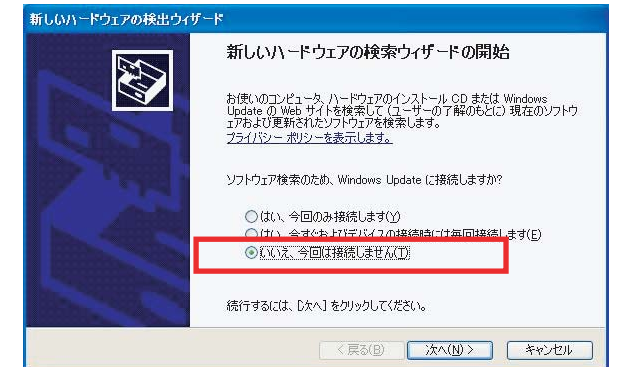 新しいハードウェアの検出ウィザード
新しいハードウェアの検索ウィザードの開始
お使いのコンピュータ、ハードウェアのインストール CD または Windows
Update の Web サイトを検索して (ユーザーの了解のもとに) 現在のソフトウ
ェアおよび更新されたソフトウェアを検索します。
プライバシー ポリシーを表示します。
ソフトウェア検索のため、Windows Update に接続しますか?
はい、今回のみ接続します(Y)
はい、今すぐおよびデバイスの接続時には毎回接続します(E)
いいえ、今回は接続しません(T)
続行するには、[次へ] をクリックしてください。
< 戻る(B)
次へ(N) >
キャンセル